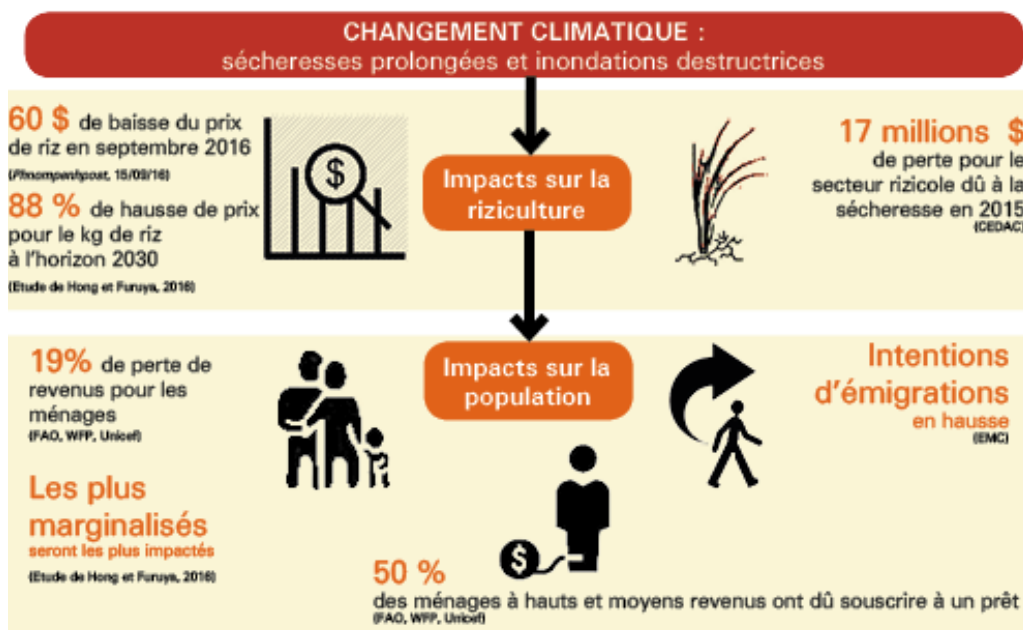 CHANGEMENT CLIMATIQUE :
sécheresses prolongées et inondations destructrices
60 $ de baisse du prix
de riz en septembre 2016
(Phnompenhpost, 15/09/16)
88 % de hausse de prix
pour le kg de riz
à l'horizon 2030
(Etude de Hong et Furuya, 2016)
$
Impacts sur la
riziculture
17 millions $
de perte pour le
secteur rizicole dû à la
sécheresse en 2015
(CEDAC)
19% de perte de
revenus pour les
ménages
(FAO, WFP, Unicef)
Les plus
marginalisés
seront les plus impactés
(Etude de Hong et Furuya, 2016)
Impacts sur la
population
Intentions
d'émigrations
en hausse
(EMC)
$
50 %
des ménages à hauts et moyens revenus ont dû souscrire à un prêt
(FAO, WFP, Unicef)